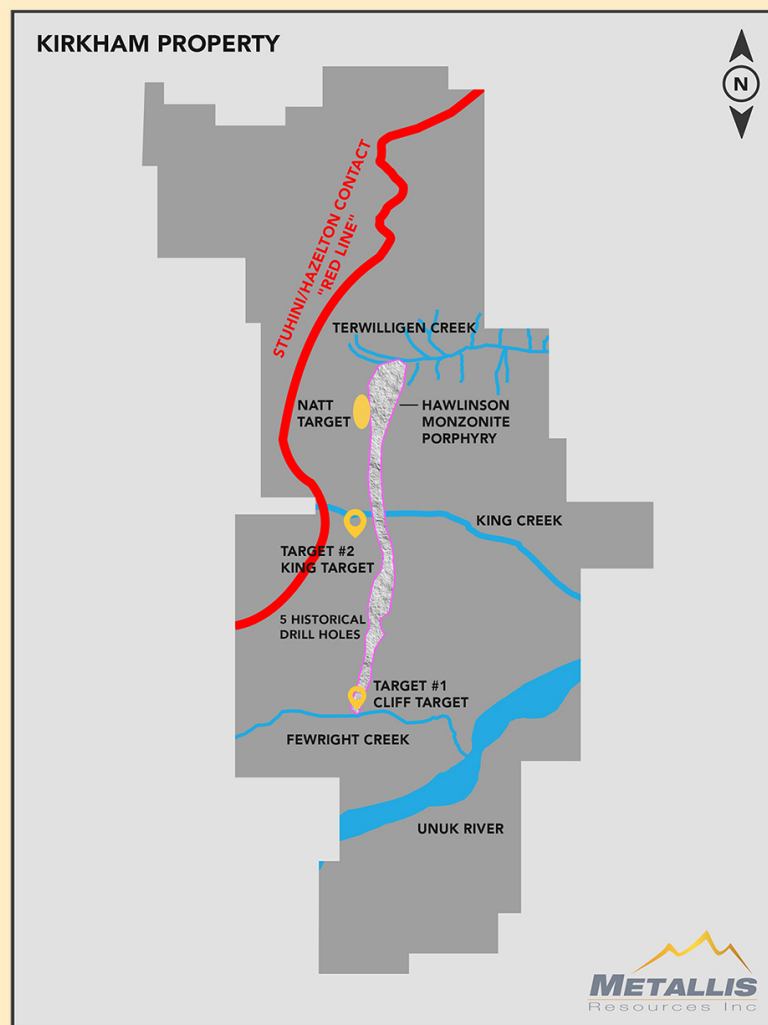 KIRKHAM PROPERTY
N
STUHINI/HAZELTON CONTACT
"RED LINE"
TERWILLIGEN CREEK
NATT
TARGET
HAWLINSON
MONZONITE
PORPHYRY
KING CREEK
TARGET #2
KING TARGET
5 HISTORICAL
DRILL HOLES
TARGET #1
CLIFF TARGET
FEWRIGHT CREEK
UNUK RIVER
METALLIS
Resources Inc